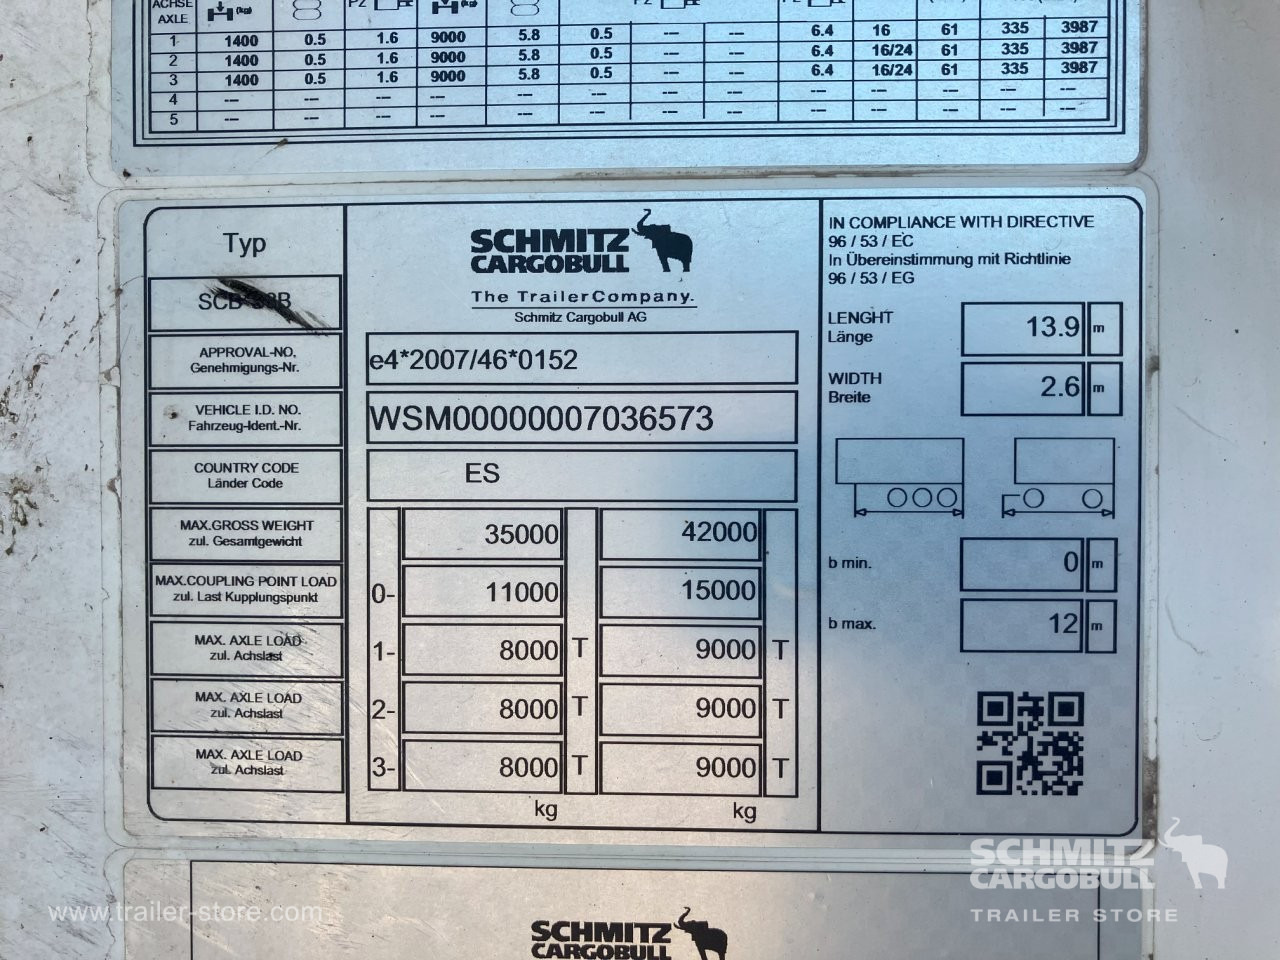 ACHSE
AXLE
(kg) PZ (kg)
1 1400 0.5 1.6 9000 5.8 0.5 --- --- 6.4 16 61 335 3987
2 1400 0.5 1.6 9000 5.8 0.5 --- --- 6.4 16/24 61 335 3987
3 1400 0.5 1.6 9000 5.8 0.5 --- --- 6.4 16/24 61 335 3987
4 --- --- --- --- --- --- --- --- --- --- --- --- ---
5 --- --- --- --- --- --- --- --- --- --- --- --- ---
Typ
SCB
SCHMITZ
CARGOBULL
The TrailerCompany.
Schmitz Cargobull AG
APPROVAL-NO,
Genehmigungs-Nr.
e4*2007/46*0152
VEHICLE I.D. NO.
Fahrzeug-Ident.-Nr.
WSM00000007036573
COUNTRY CODE
Länder Code
ES
MAX.GROSS WEIGHT
zul. Gesamtgewicht
35000 42000
MAX.COUPLING POINT LOAD
zul. Last Kupplungspunkt
0- 11000 15000
MAX. AXLE LOAD
zul. Achslast
1- 8000 T 9000 T
MAX. AXLE LOAD
zul. Achslast
2- 8000 T 9000 T
MAX. AXLE LOAD
zul. Achslast
3- 8000 T 9000 T
kg kg
IN COMPLIANCE WITH DIRECTIVE
96 / 53 / EC
In Übereinstimmung mit Richtlinie
96 / 53 / EG
LENGHT
Länge
13.9 m
WIDTH
Breite
2.6 m
b min. 0 m
b max. 12 m
SCHMITZ
CARGOBULL
TRAILER STORE
www.trailer-store.com
SCHMITZ
CARGOBULL